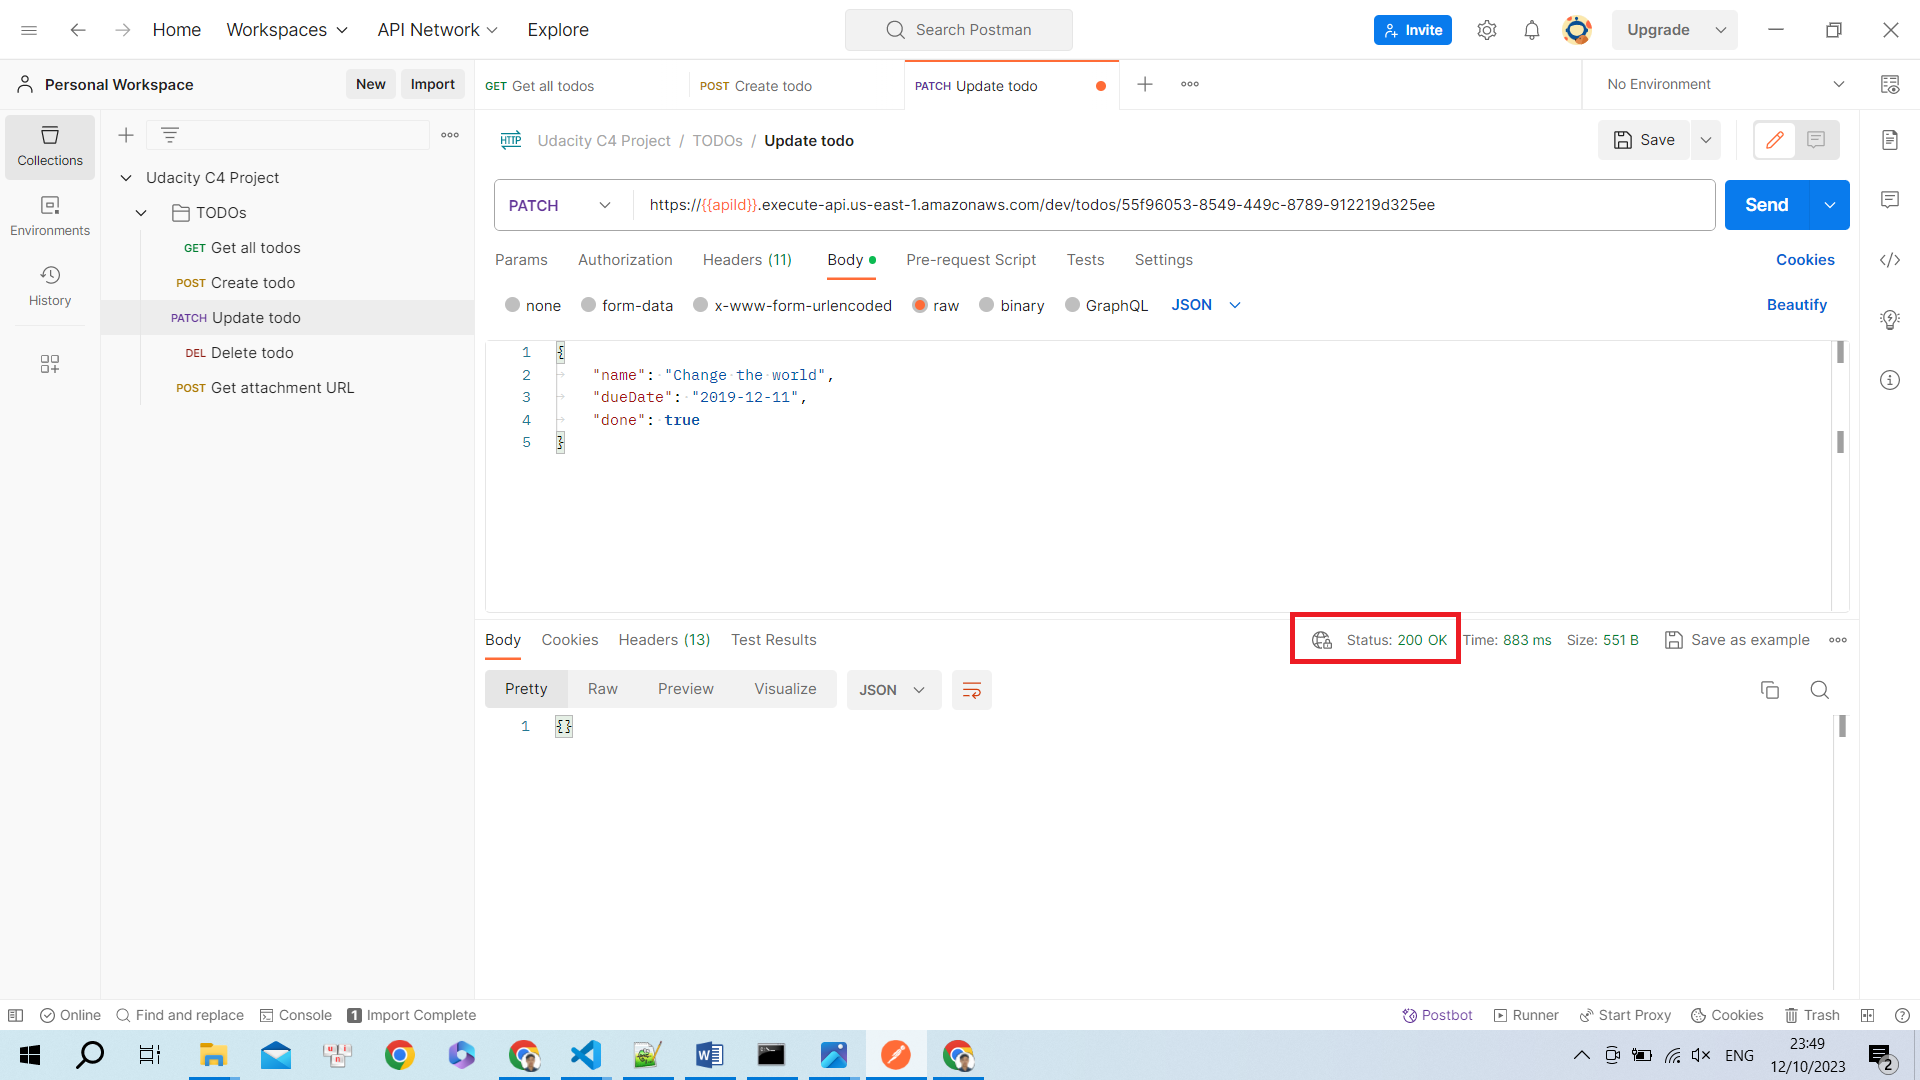 Home
Workspaces
API Network
Explore
Search Postman
Invite
Upgrade
Personal Workspace
New
Import
GET Get all todos
POST Create todo
PATCH Update todo
No Environment
Collections
Environments
History
Udacity C4 Project
TODOs
GET Get all todos
POST Create todo
PATCH Update todo
DEL Delete todo
POST Get attachment URL
HTTP Udacity C4 Project / TODOs / Update todo
Save
PATCH
https://{{apiId}}.execute-api.us-east-1.amazonaws.com/dev/todos/55f96053-8549-449c-8789-912219d325ee
Send
Params Authorization Headers (11) Body Pre-request Script Tests Settings Cookies
none form-data x-www-form-urlencoded raw binary GraphQL JSON Beautify
1 {
2 "name": "Change the world",
3 "dueDate": "2019-12-11",
4 "done": true
5 }
Body Cookies Headers (13) Test Results
Status: 200 OK Time: 883 ms Size: 551 B Save as example
Pretty Raw Preview Visualize JSON
1 {}
Online Find and replace Console 1 Import Complete
Postbot Runner Start Proxy Cookies Trash
ENG
23:49
12/10/2023
2